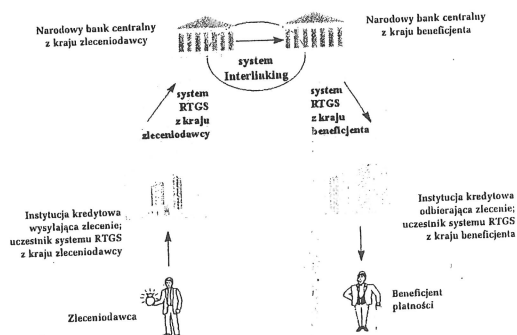 Narodowy bank centralny
z kraju zleceniodawcy
Narodowy bank centralny
z kraju beneficjenta
system
Interlinking
system
RTGS
z kraju
zleceniodawcy
system
RTGS
z kraju
beneficjenta
Instytucja kredytowa
wysyłająca zlecenie;
uczestnik systemu RTGS
z kraju zleceniodawcy
Instytucja kredytowa
odbierająca zlecenie;
uczestnik systemu RTGS
z kraju beneficjenta
Zleceniodawca
Beneficjent
płatności